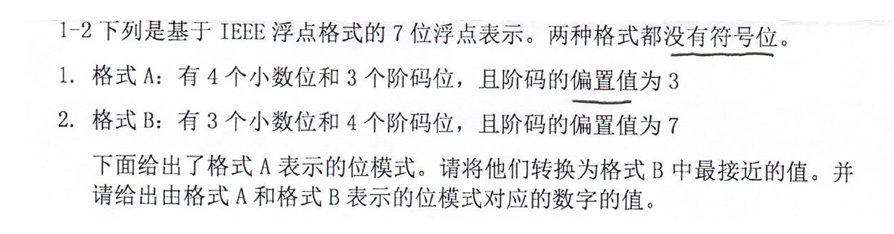 1-2 下列是基于 IEEE 浮点格式的 7 位浮点表示。两种格式都没有符号位。
1. 格式 A：有 4 个小数位和 3 个阶码位，且阶码的偏置值为 3
2. 格式 B：有 3 个小数位和 4 个阶码位，且阶码的偏置值为 7
下面给出了格式 A 表示的位模式。请将他们转换为格式 B 中最接近的值。并
请给出由格式 A 和格式 B 表示的位模式对应的数字的值。